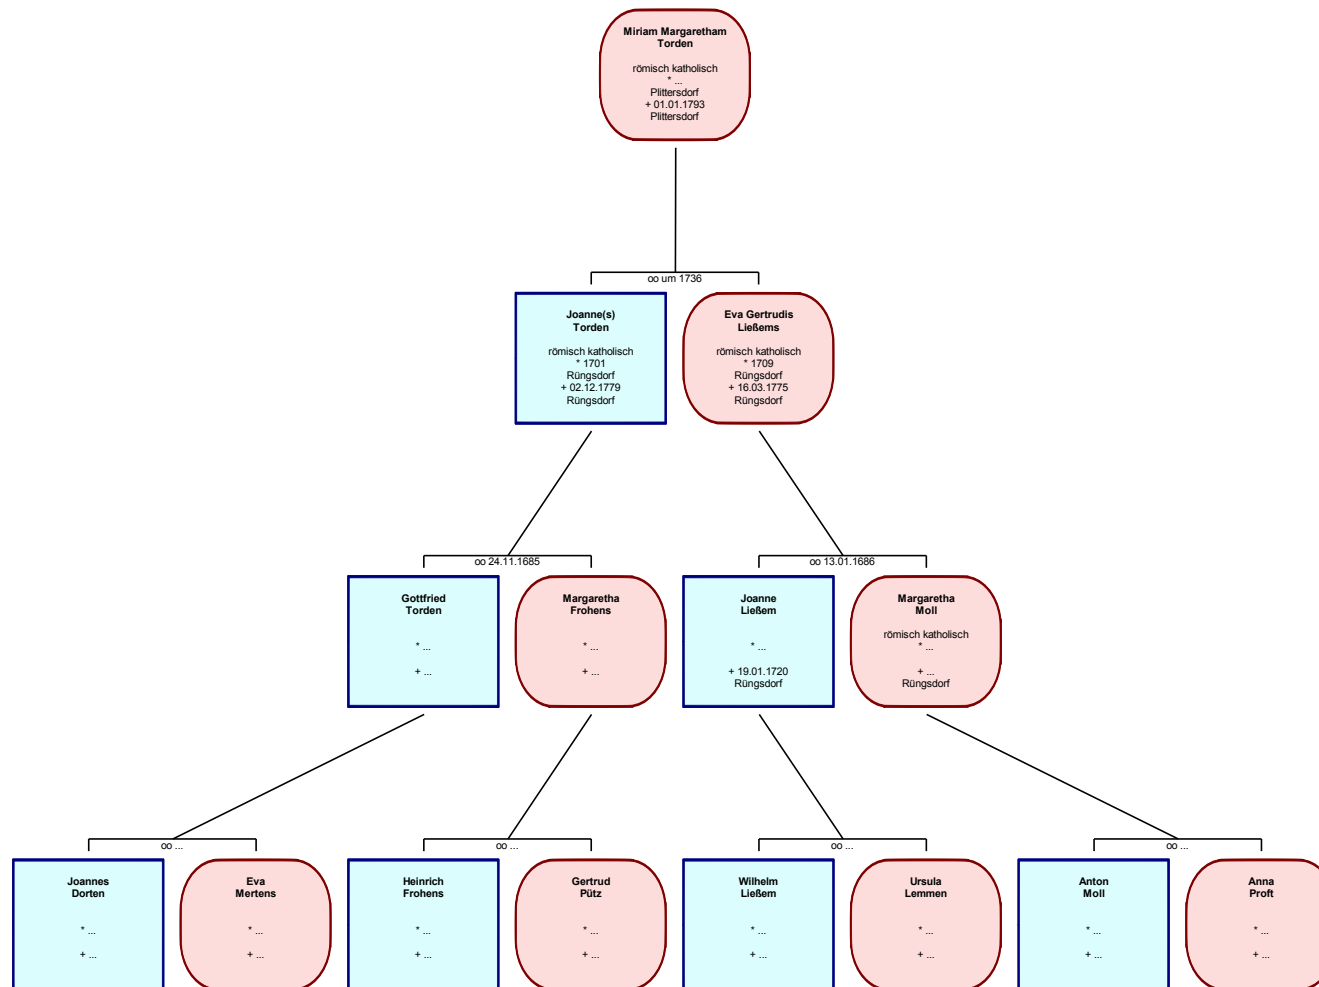 Miriam Margaretham
Torden
römisch katholisch
* ...
Plittersdorf
+ 01.01.1793
Plittersdorf
oo um 1736
Joanne(s)
Torden
römisch katholisch
* 1701
Rüngsdorf
+ 02.12.1779
Rüngsdorf
Eva Gertrudis
Ließems
römisch katholisch
* 1709
Rüngsdorf
+ 16.03.1775
Rüngsdorf
oo 24.11.1685
oo 13.01.1686
Gottfried
Torden
* ...
+ ...
Margaretha
Frohens
* ...
+ ...
Joanne
Ließem
* ...
+ 19.01.1720
Rüngsdorf
Margaretha
Moll
römisch katholisch
* ...
+ ...
Rüngsdorf
oo ...
oo ...
oo ...
oo ...
Joannes
Dorten
* ...
+ ...
Eva
Mertens
* ...
+ ...
Heinrich
Frohens
* ...
+ ...
Gertrud
Pütz
* ...
+ ...
Wilhelm
Ließem
* ...
+ ...
Ursula
Lemmen
* ...
+ ...
Anton
Moll
* ...
+ ...
Anna
Proft
* ...
+ ...